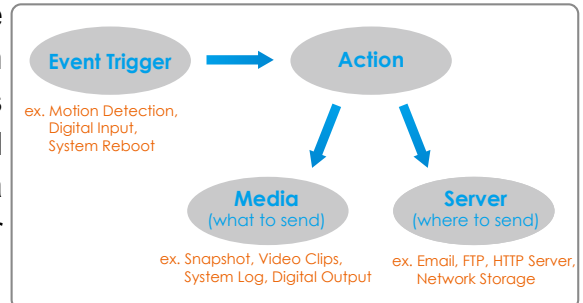 Event Trigger
Action
ex. Motion Detection,
Digital Input,
System Reboot
Media
(what to send)
Server
(where to send)
ex. Snapshot, Video Clips,
System Log, Digital Output
ex. Email, FTP, HTTP Server,
Network Storage